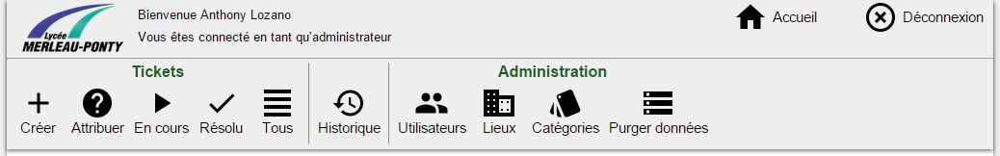 Lycée
MERLEAU-PONTY
Bienvenue Anthony Lozano
Vous êtes connecté en tant qu'administrateur
Accueil
Déconnexion
Tickets
Créer
Attribuer
En cours
Résolu
Tous
Historique
Administration
Utilisateurs
Lieux
Catégories
Purger données